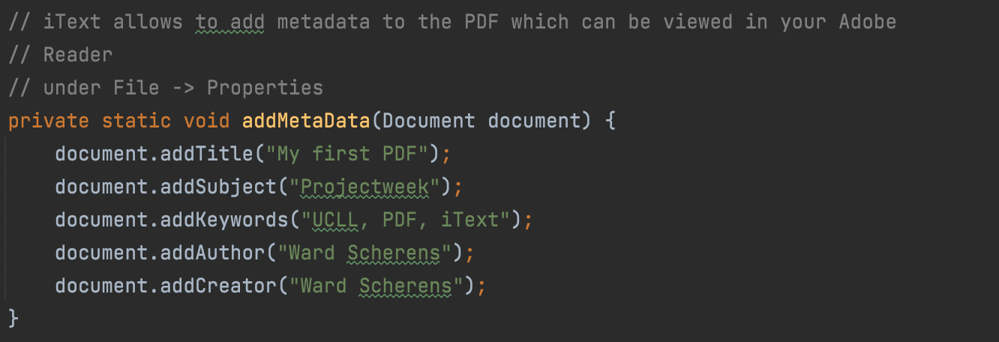 // iText allows to add metadata to the PDF which can be viewed in your Adobe
// Reader
// under File -> Properties
private static void addMetaData(Document document) {
    document.addTitle("My first PDF");
    document.addSubject("Projectweek");
    document.addKeywords("UCLL, PDF, iText");
    document.addAuthor("Ward Scherens");
    document.addCreator("Ward Scherens");
}